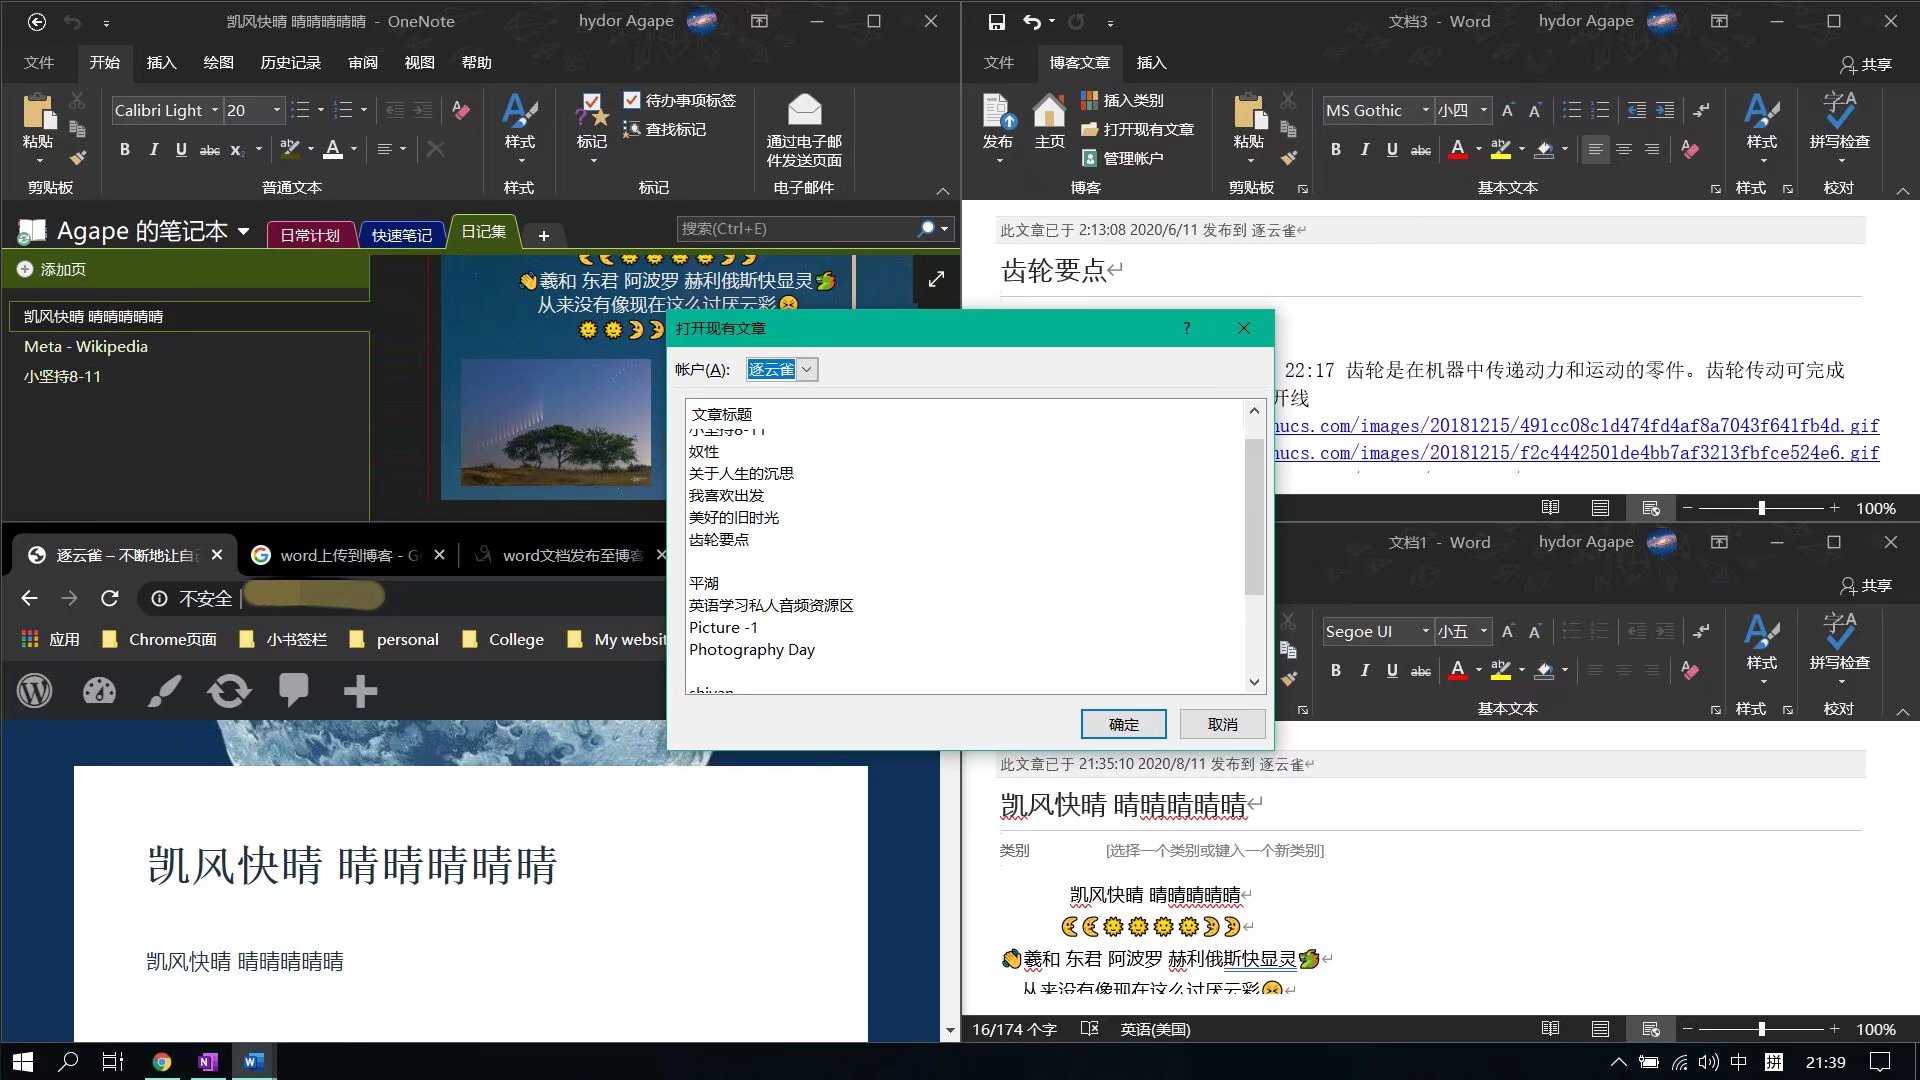 凯风快晴 晴晴晴晴晴 - OneNote
hydor Agape
文件 开始 插入 绘图 历史记录 审阅 视图 帮助
粘贴
剪贴板
Calibri Light 20
B I U abc x₂ A
普通文本
样式
样式
标记
待办事项标签
查找标记
标记
通过电子邮
件发送页面
电子邮件
Agape 的笔记本
日常计划 快速笔记 日记集 +
搜索(Ctrl+E)
添加页
凯风快晴 晴晴晴晴晴
Meta - Wikipedia
小坚持8-11
👋羲和 东君 阿波罗 赫利俄斯快显灵🐲
从来没有像现在这么讨厌云彩😣
文档3 - Word
hydor Agape
文件 博客文章 插入
共享
发布
主页
插入类别
打开现有文章
管理帐户
博客
粘贴
剪贴板
MS Gothic 小四
B I U abc A
基本文本
样式
样式
拼写检查
校对
此文章已于 2:13:08 2020/6/11 发布到 逐云雀
齿轮要点
22:17 齿轮是在机器中传递动力和运动的零件。齿轮传动可完成
开线
nucs.com/images/20181215/491cc08c1d474fd4af8a7043f641fb4d.gif
nucs.com/images/20181215/f2c4442501de4bb7af3213fbfce524e6.gif
100%
打开现有文章 ?
帐户(A): 逐云雀
文章标题
小坚持8-11
奴性
关于人生的沉思
我喜欢出发
美好的旧时光
齿轮要点
平湖
英语学习私人音频资源区
Picture -1
Photography Day
shiyan
确定 取消
逐云雀 – 不断地让自
word上传到博客 - G
word文档发布至博客
不安全
应用 Chrome页面 小书签栏 personal College My websit
凯风快晴 晴晴晴晴晴
凯风快晴 晴晴晴晴晴
文档1 - Word
hydor Agape
共享
Segoe UI 小五
B I U abc A
基本文本
样式
样式
拼写检查
校对
此文章已于 21:35:10 2020/8/11 发布到 逐云雀
凯风快晴 晴晴晴晴晴
类别 [选择一个类别或键入一个新类别]
凯风快晴 晴晴晴晴晴
👋羲和 东君 阿波罗 赫利俄斯快显灵🐲
从来没有像现在这么讨厌云彩😣
16/174 个字 英语(美国)
100%
中 拼 21:39